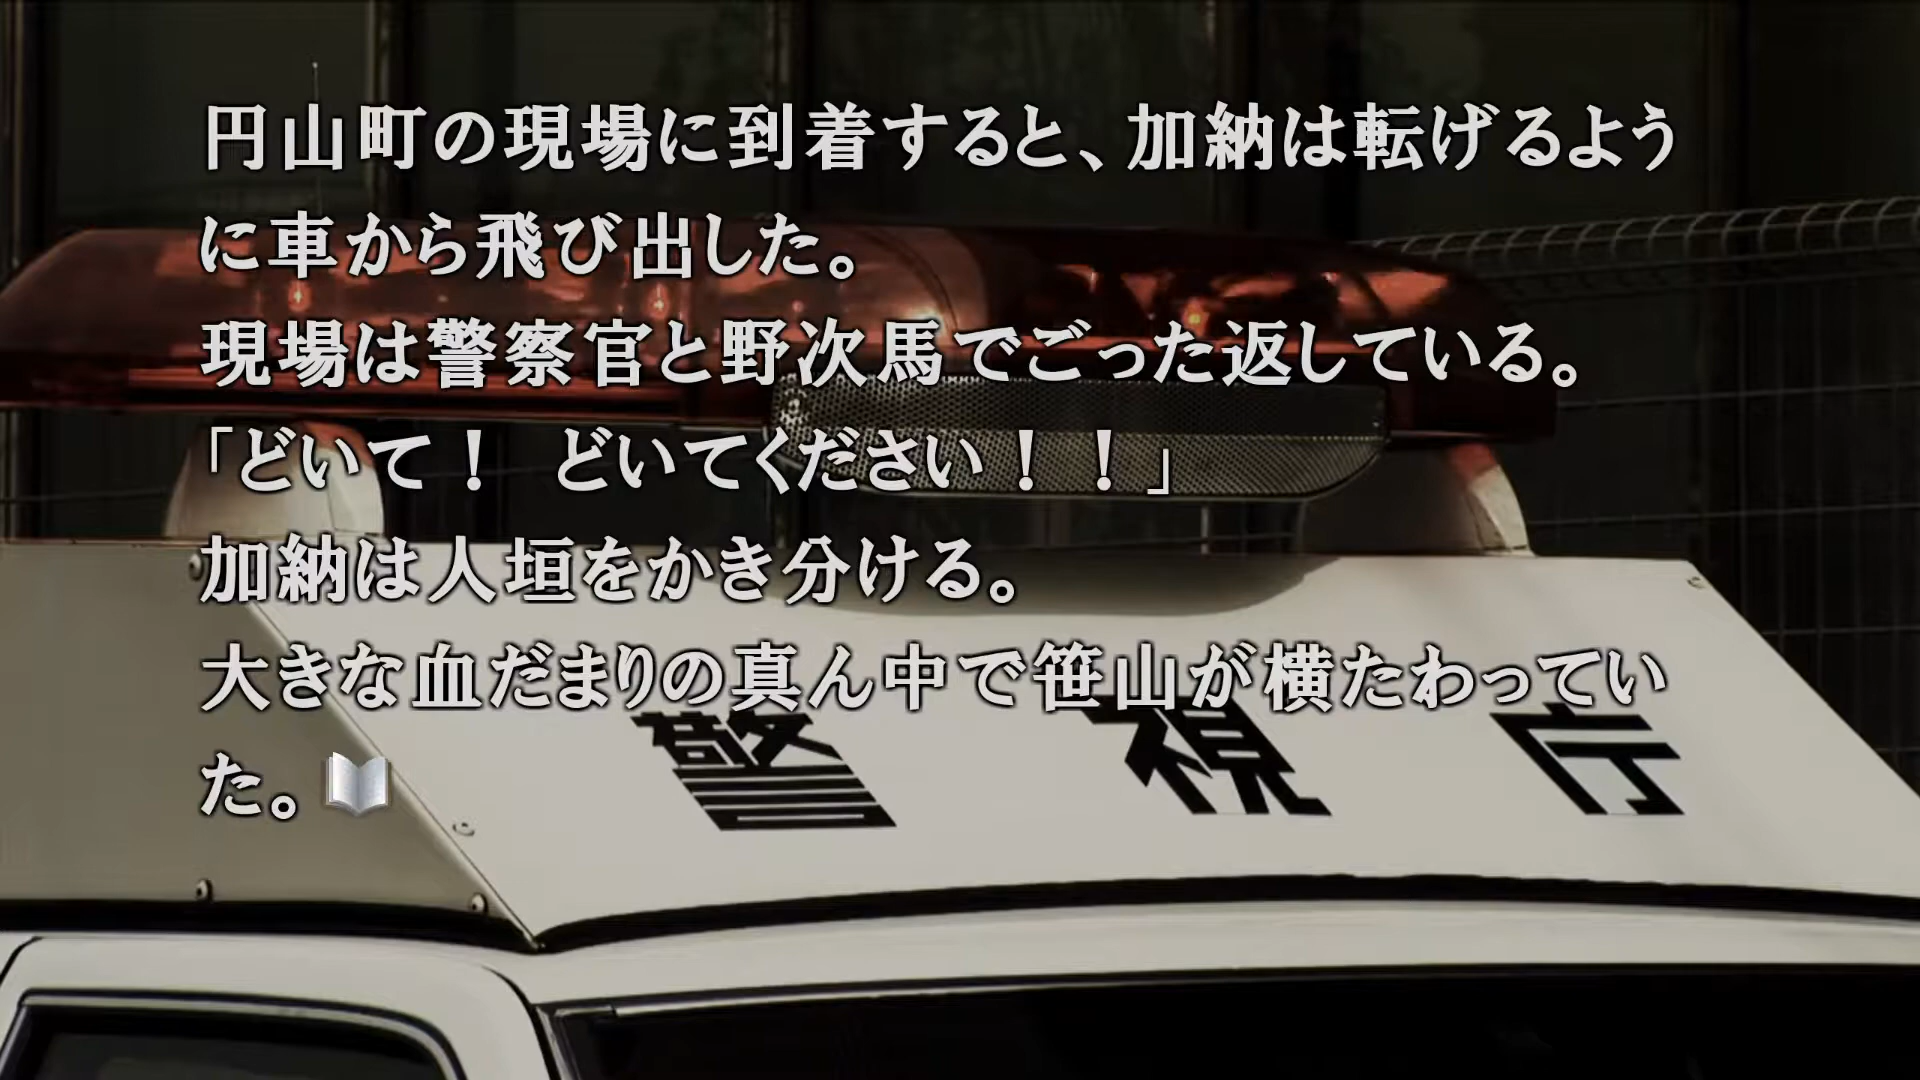 円山町の現場に到着すると、加納は転げるよう
に車から飛び出した。
現場は警察官と野次馬でごった返している。
「どいて！　どいてください！！」
加納は人垣をかき分ける。
大きな血だまりの真ん中で笹山が横たわってい
た。
警視庁